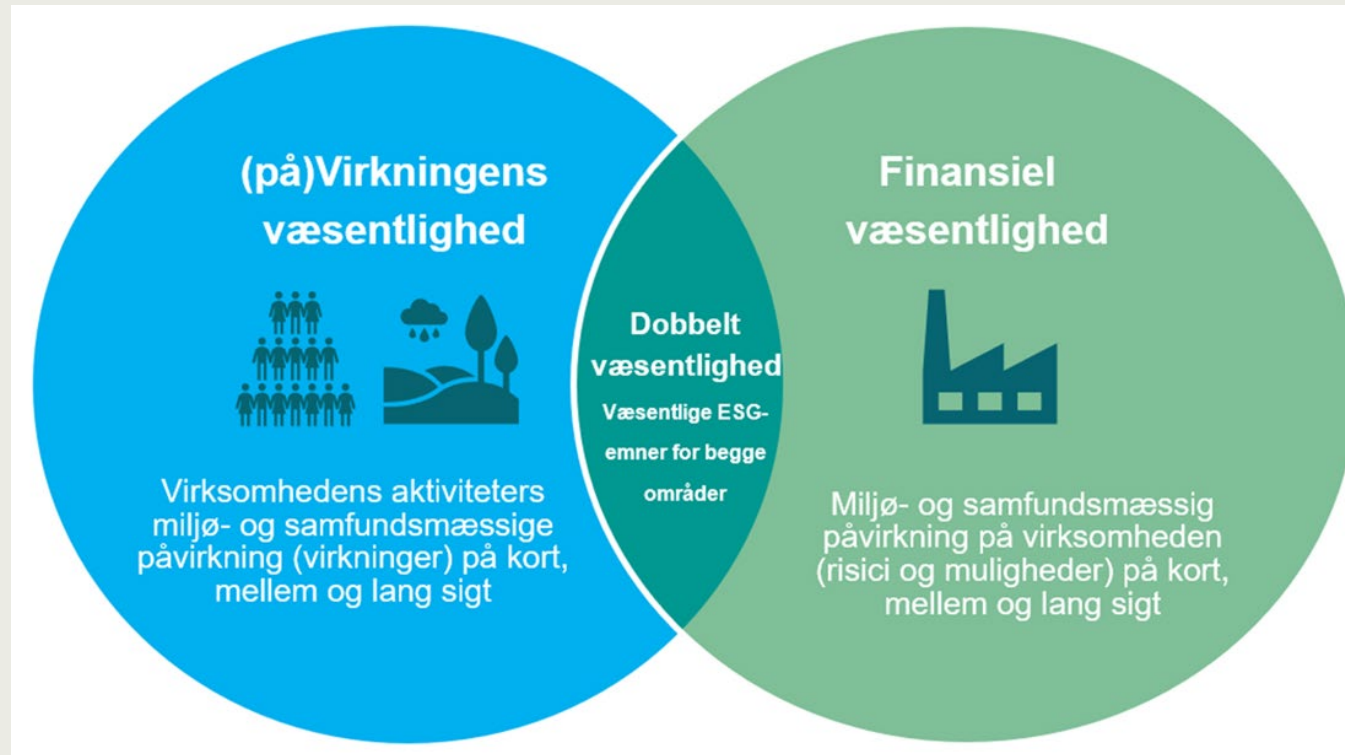 (på)Virkningens
væsentlighed
Virksomhedens aktiviteters
miljø- og samfundsmæssige
påvirkning (virkninger) på kort,
mellem og lang sigt
Dobbelt
væsentlighed
Væsentlige ESG-
emner for begge
områder
Finansiel
væsentlighed
Miljø- og samfundsmæssig
påvirkning på virksomheden
(risici og muligheder) på kort,
mellem og lang sigt